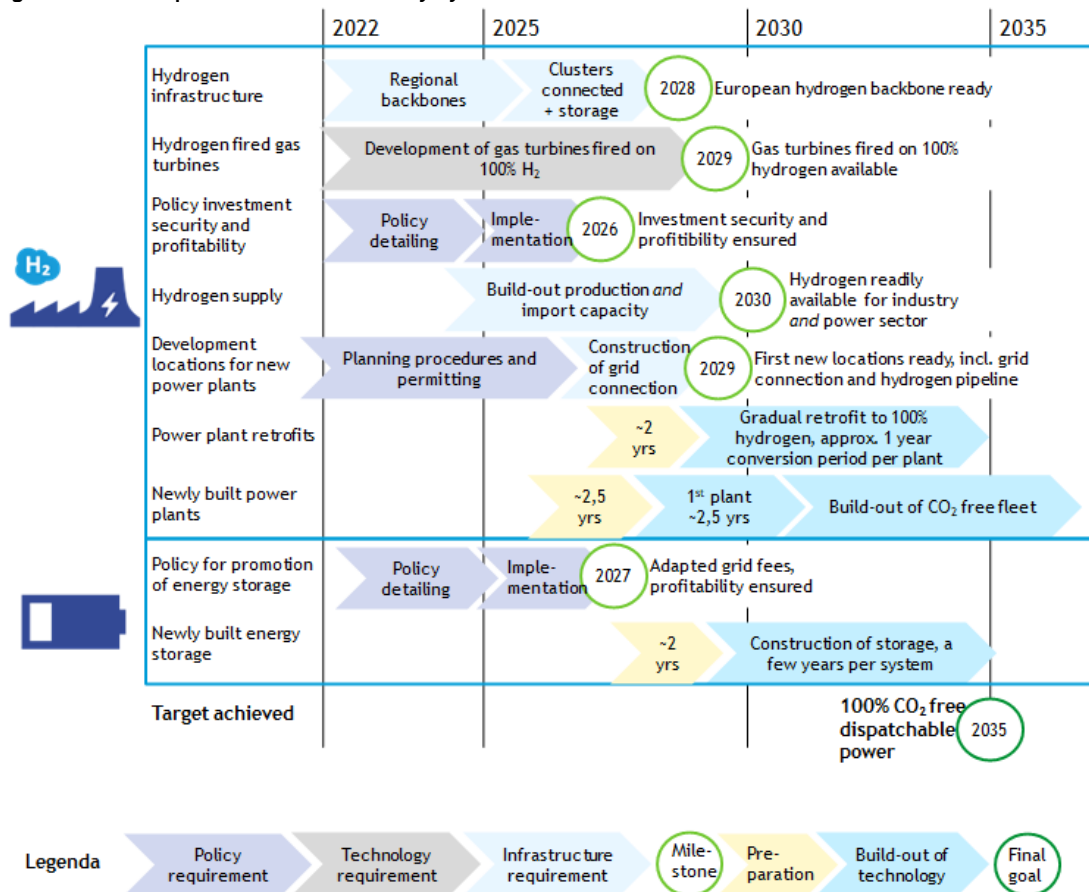 2022 2025 2030 2035
Hydrogen
infrastructure
Regional
backbones
Clusters
connected
+ storage
2028
European hydrogen backbone ready
Hydrogen fired gas
turbines
Development of gas turbines fired on
100% H₂
2029
Gas turbines fired on 100%
hydrogen available
Policy investment
security and
profitability
Policy
detailing
Imple-
mentation
2026
Investment security and
profitibility ensured
H₂
Hydrogen supply
Build-out production and
import capacity
2030
Hydrogen readily
available for industry
and power sector
Development
locations for new
power plants
Planning procedures and
permitting
Construction
of grid
connection
2029
First new locations ready, incl. grid
connection and hydrogen pipeline
Power plant retrofits
~2
yrs
Gradual retrofit to 100%
hydrogen, approx. 1 year
conversion period per plant
Newly built power
plants
~2,5
yrs
1st plant
~2,5 yrs
Build-out of CO₂ free fleet
Policy for promotion
of energy storage
Policy
detailing
Imple-
mentation
2027
Adapted grid fees,
profitability ensured
Newly built energy
storage
~2
yrs
Construction of storage, a
few years per system
Target achieved
100% CO₂ free
dispatchable
power
2035
Legenda
Policy
requirement
Technology
requirement
Infrastructure
requirement
Mile-
stone
Pre-
paration
Build-out of
technology
Final
goal